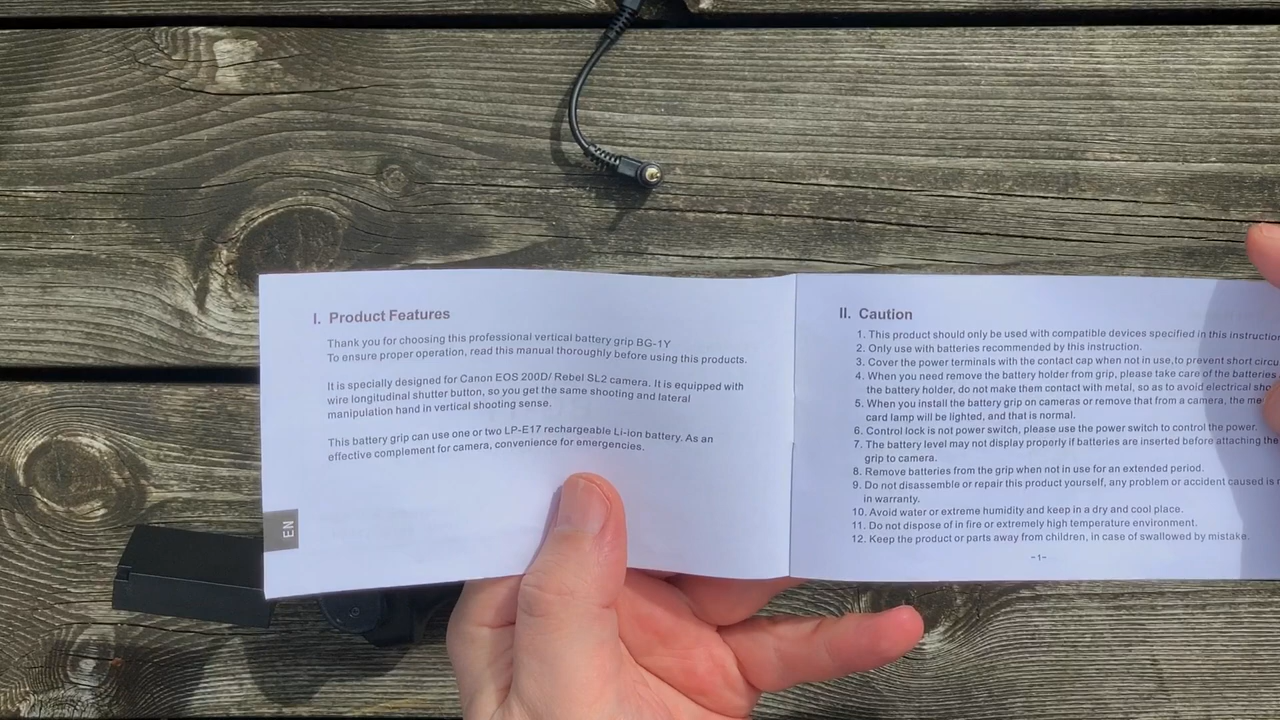 I. Product Features
Thank you for choosing this professional vertical battery grip BG-1Y
To ensure proper operation, read this manual thoroughly before using this products.
It is specially designed for Canon EOS 200D/ Rebel SL2 camera. It is equipped with
wire longitudinal shutter button, so you get the same shooting and lateral
manipulation hand in vertical shooting sense.
This battery grip can use one or two LP-E17 rechargeable Li-ion battery. As an
effective complement for camera, convenience for emergencies.
EN
II. Caution
1. This product should only be used with compatible devices specified in this
2. Only use with batteries recommended by this instruction.
3. Cover the power terminals with the contact cap when not in use,to prevent short
4. When you need remove the battery holder from grip, please take care of the batteries
the battery holder, do not make them contact with metal, so as to avoid electrical
5. When you install the battery grip on cameras or remove that from a camera, the
card lamp will be lighted, and that is normal.
6. Control lock is not power switch, please use the power switch to control the power.
7. The battery level may not display properly if batteries are inserted before attaching the
grip to camera.
8. Remove batteries from the grip when not in use for an extended period.
9. Do not disassemble or repair this product yourself, any problem or accident caused is
in warranty.
10. Avoid water or extreme humidity and keep in a dry and cool place.
11. Do not dispose of in fire or extremely high temperature environment.
12. Keep the product or parts away from children, in case of swallowed by mistake.
-1-